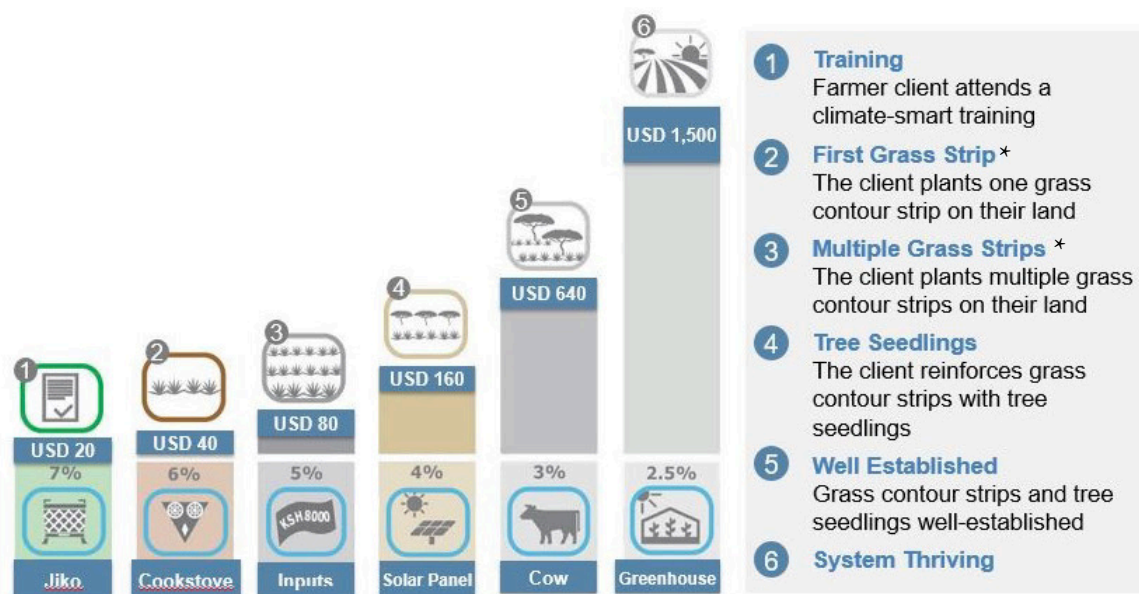 6
USD 1,500
5
USD 640
4
USD 160
3
USD 80
2
USD 40
1
USD 20
7%
6%
5%
4%
3%
2.5%
KSH 8000
Jiko
Cookstove
Inputs
Solar Panel
Cow
Greenhouse
1 Training
Farmer client attends a
climate-smart training
2 First Grass Strip *
The client plants one grass
contour strip on their land
3 Multiple Grass Strips *
The client plants multiple grass
contour strips on their land
4 Tree Seedlings
The client reinforces grass
contour strips with tree
seedlings
5 Well Established
Grass contour strips and tree
seedlings well-established
6 System Thriving